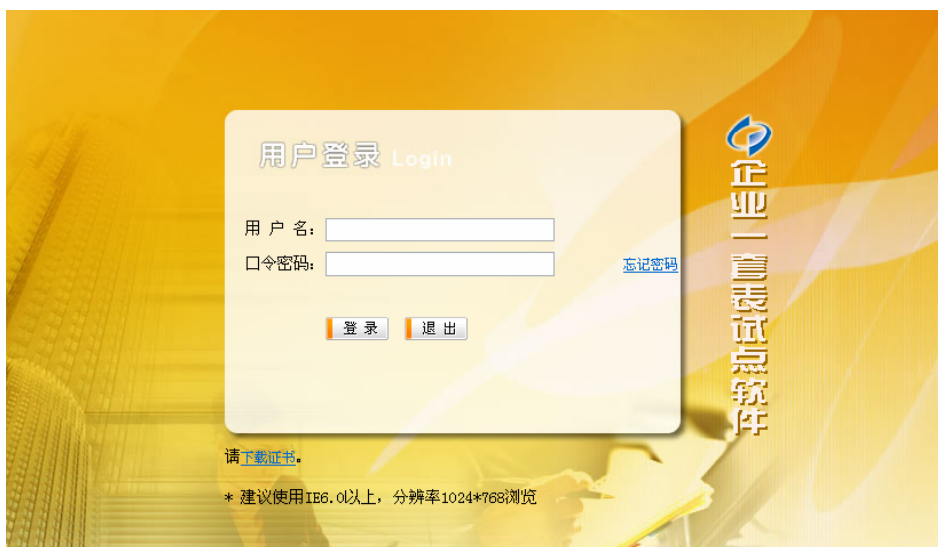 用户登录 Login
用 户 名：
口令密码：
忘记密码
登 录
退 出
企业一套表试点软件
请下载证书。
* 建议使用IE6.0以上，分辨率1024*768浏览